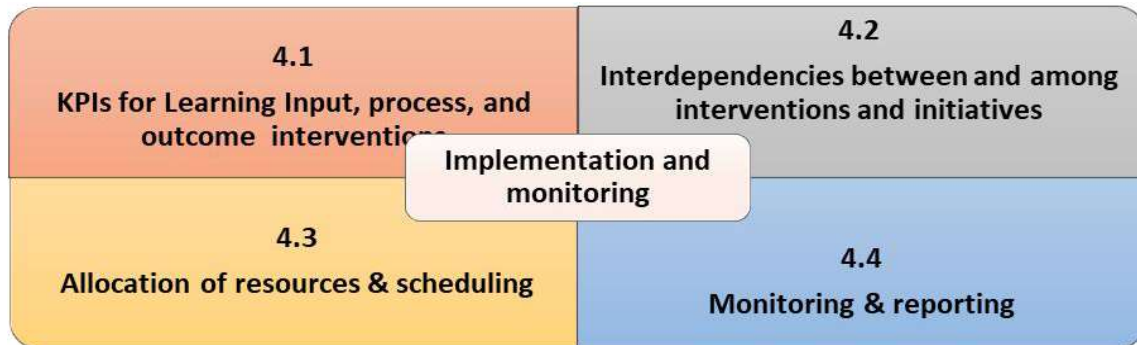 4.1
KPIs for Learning Input, process, and
outcome interventions
4.2
Interdependencies between and among
interventions and initiatives
Implementation and
monitoring
4.3
Allocation of resources & scheduling
4.4
Monitoring & reporting